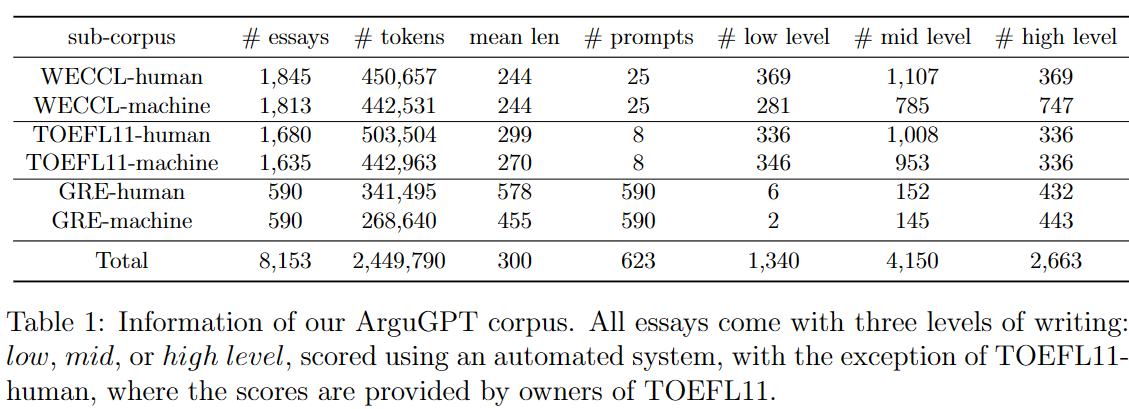 sub-corpus # essays # tokens mean len # prompts # low level # mid level # high level
WECCL-human 1,845 450,657 244 25 369 1,107 369
WECCL-machine 1,813 442,531 244 25 281 785 747
TOEFL11-human 1,680 503,504 299 8 336 1,008 336
TOEFL11-machine 1,635 442,963 270 8 346 953 336
GRE-human 590 341,495 578 590 6 152 432
GRE-machine 590 268,640 455 590 2 145 443
Total 8,153 2,449,790 300 623 1,340 4,150 2,663
Table 1: Information of our ArguGPT corpus. All essays come with three levels of writing:
low, mid, or high level, scored using an automated system, with the exception of TOEFL11-
human, where the scores are provided by owners of TOEFL11.